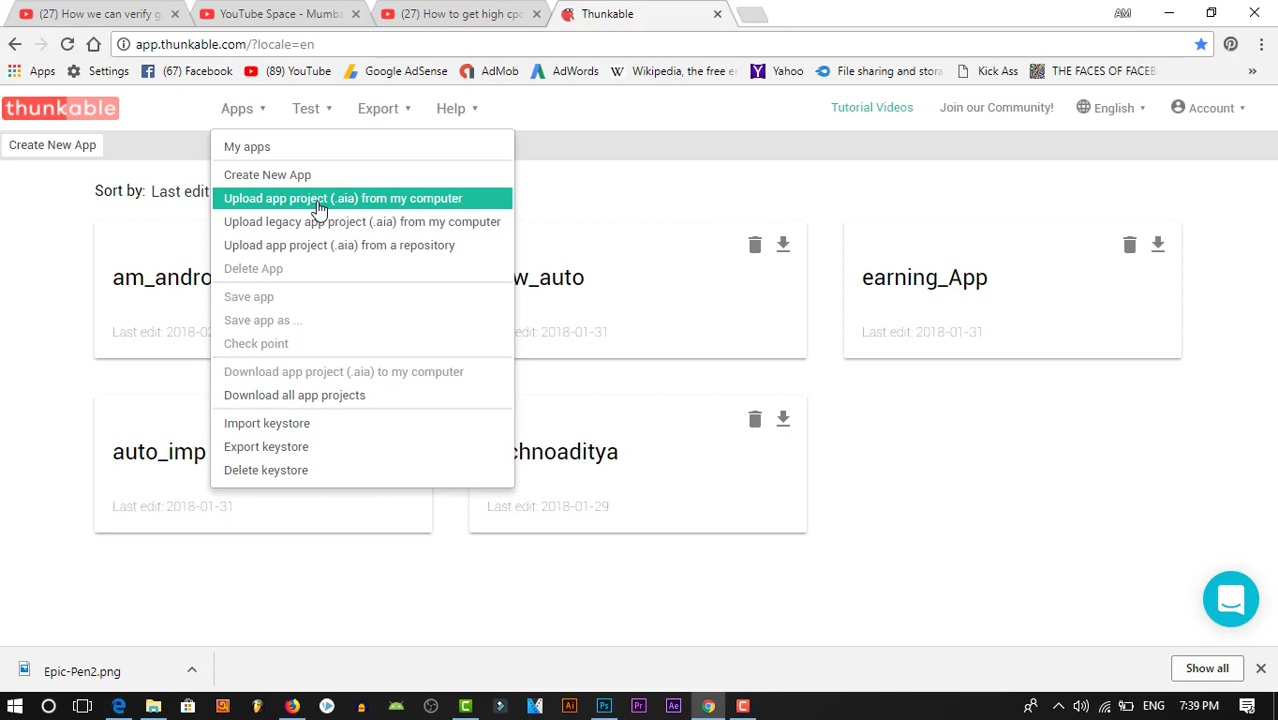 (27) How we can verify g
YouTube Space - Mumba
(27) How to get high cpc
Thunkable
AM
app.thunkable.com/?locale=en
Apps
Settings
(67) Facebook
(89) YouTube
Google AdSense
AdMob
AdWords
Wikipedia, the free e
Yahoo
File sharing and stora
Kick Ass
THE FACES OF FACEB
»
thunkable
Apps
Test
Export
Help
Tutorial Videos
Join our Community!
English
Account
Create New App
My apps
Create New App
Upload app project (.aia) from my computer
Upload legacy app project (.aia) from my computer
Upload app project (.aia) from a repository
Delete App
Save app
Save app as ...
Check point
Download app project (.aia) to my computer
Download all app projects
Import keystore
Export keystore
Delete keystore
Sort by: Last edit
am_andro
Last edit: 2018-02
w_auto
edit: 2018-01-31
earning_App
Last edit: 2018-01-31
auto_imp
Last edit: 2018-01-31
chnoaditya
Last edit: 2018-01-29
Epic-Pen2.png
Show all
ENG
7:39 PM